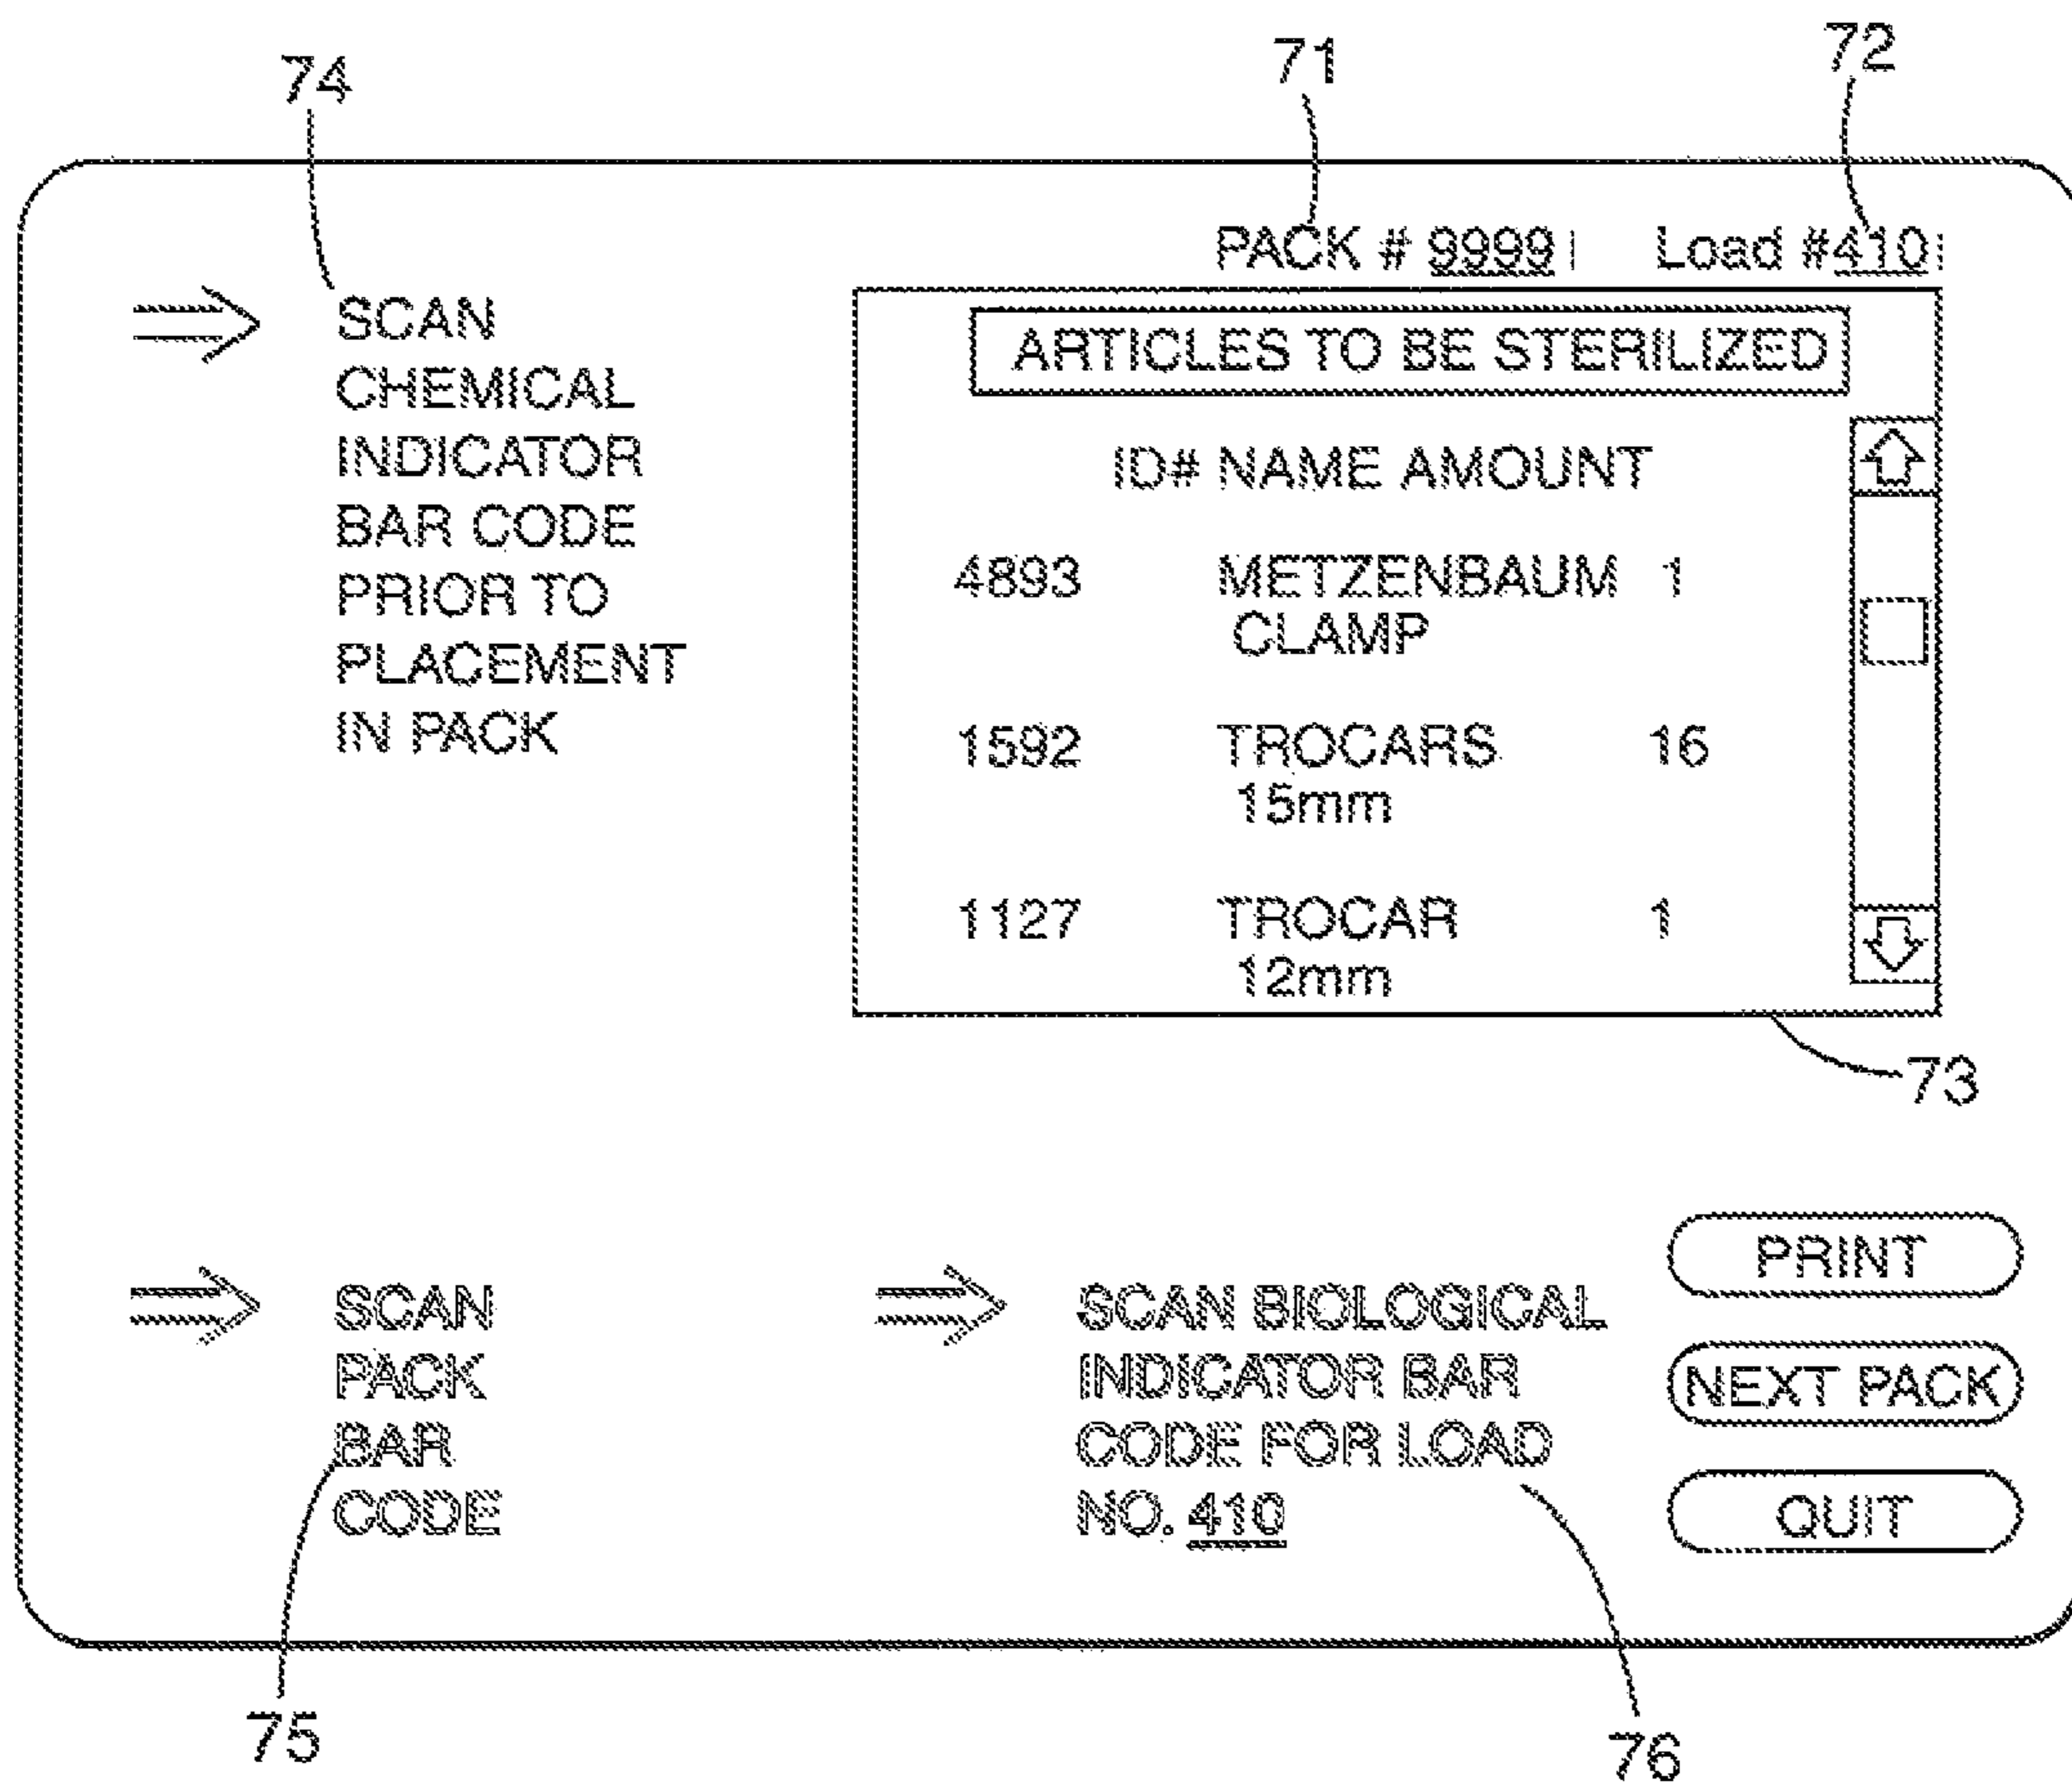 74
71
72
PACK # 9999
Load #410
SCAN
CHEMICAL
INDICATOR
BAR CODE
PRIOR TO
PLACEMENT
IN PACK
ARTICLES TO BE STERILIZED
ID# NAME AMOUNT
4893 METZENBAUM 1
CLAMP
1592 TROCARS 16
15mm
1127 TROCAR 1
12mm
73
SCAN
PACK
BAR
CODE
SCAN BIOLOGICAL
INDICATOR BAR
CODE FOR LOAD
NO. 410
PRINT
NEXT PACK
QUIT
75
76